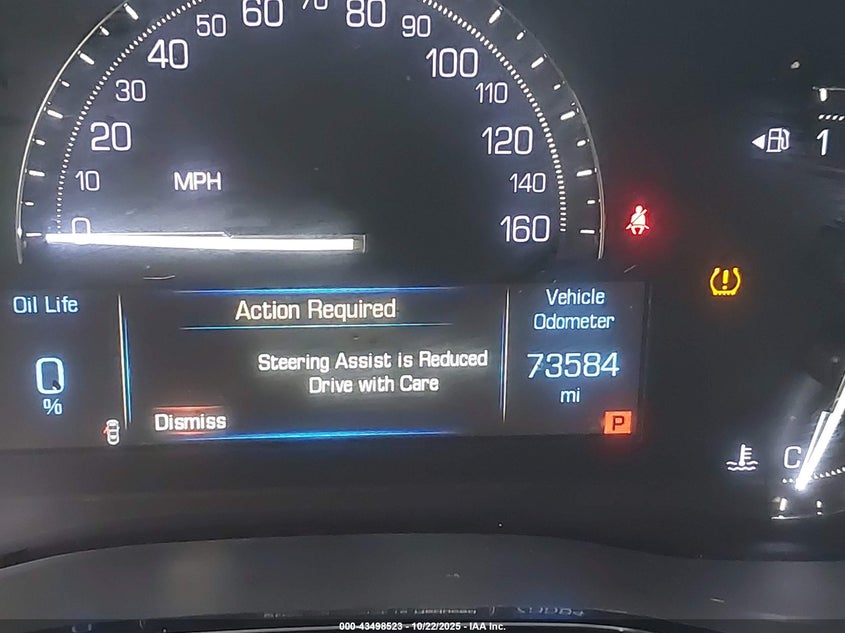 50 60 70 80 90
40 100
30 110
20 120
10 MPH 140
0 160
1
Oil Life
0
%
Action Required
Steering Assist is Reduced
Drive with Care
Dismiss
Vehicle
Odometer
73584
mi
P
C
000-43498523 - 10/22/2025 - IAA Inc.